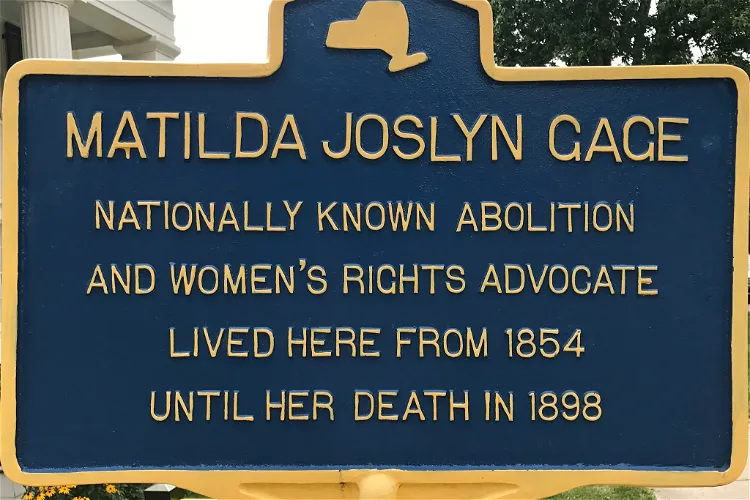 MATILDA JOSLYN GAGE
NATIONALLY KNOWN ABOLITION
AND WOMEN'S RIGHTS ADVOCATE
LIVED HERE FROM 1854
UNTIL HER DEATH IN 1898